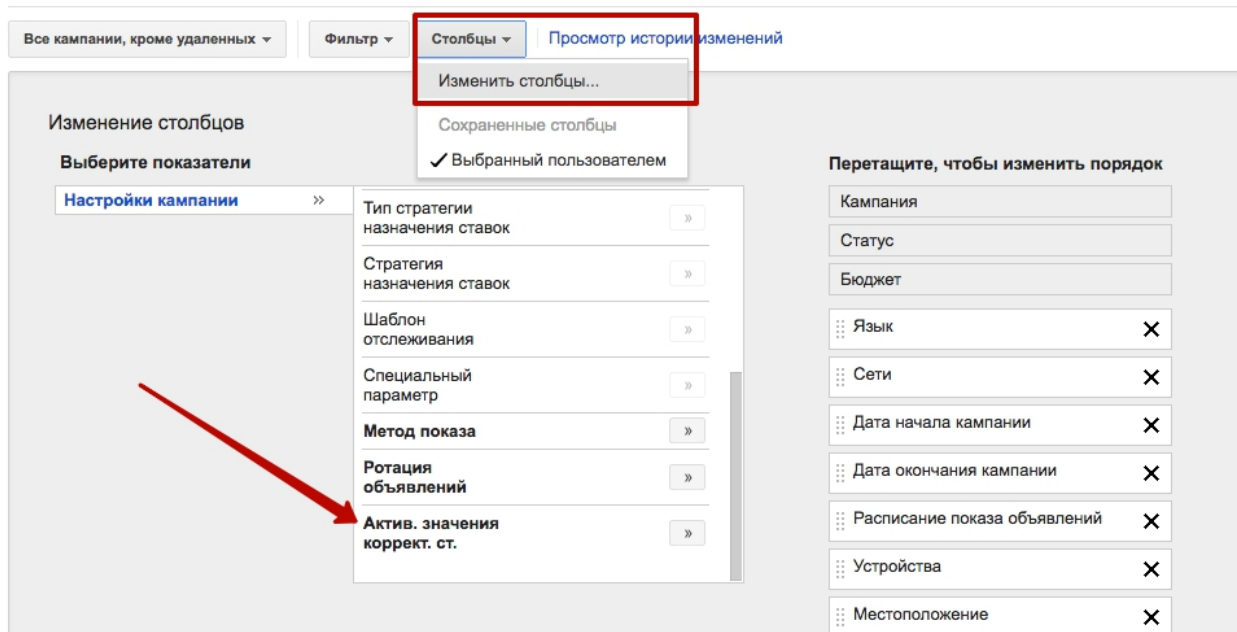 Все кампании, кроме удаленных
Фильтр
Столбцы
Просмотр истории изменений
Изменить столбцы...
Сохраненные столбцы
Выбранный пользователем
Изменение столбцов
Выберите показатели
Настройки кампании »
Тип стратегии
назначения ставок »
Стратегия
назначения ставок »
Шаблон
отслеживания »
Специальный
параметр »
Метод показа »
Ротация
объявлений »
Актив. значения
коррект. ст. »
Перетащите, чтобы изменить порядок
Кампания
Статус
Бюджет
Язык
Сети
Дата начала кампании
Дата окончания кампании
Расписание показа объявлений
Устройства
Местоположение